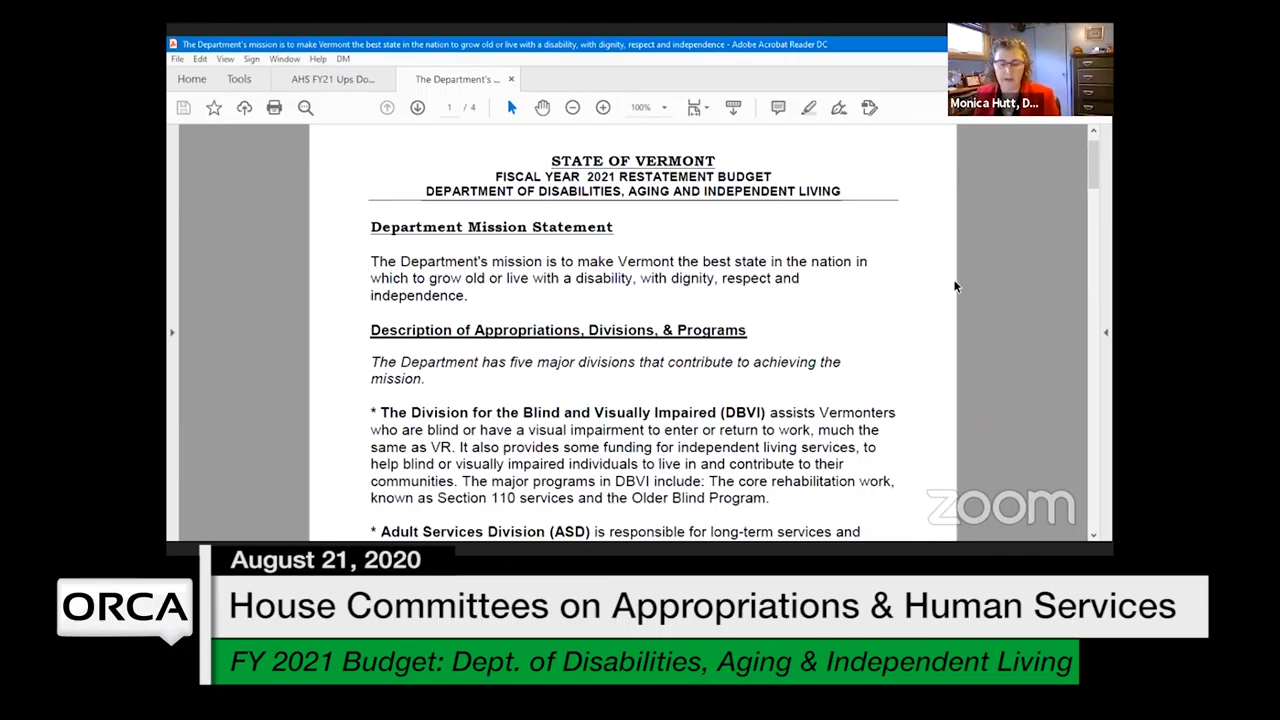 The Department's mission is to make Vermont the best state in the nation to grow old or live with a disability, with dignity, respect and independence - Adobe Acrobat Reader DC
File Edit View Sign Window Help DM
Home Tools AHS FY21 Ups Do... The Department's ... ×
1 / 4 100%
Monica Hutt, D...
STATE OF VERMONT
FISCAL YEAR 2021 RESTATEMENT BUDGET
DEPARTMENT OF DISABILITIES, AGING AND INDEPENDENT LIVING
Department Mission Statement
The Department's mission is to make Vermont the best state in the nation in
which to grow old or live with a disability, with dignity, respect and
independence.
Description of Appropriations, Divisions, & Programs
The Department has five major divisions that contribute to achieving the
mission.
* The Division for the Blind and Visually Impaired (DBVI) assists Vermonters
who are blind or have a visual impairment to enter or return to work, much the
same as VR. It also provides some funding for independent living services, to
help blind or visually impaired individuals to live in and contribute to their
communities. The major programs in DBVI include: The core rehabilitation work,
known as Section 110 services and the Older Blind Program.
* Adult Services Division (ASD) is responsible for long-term services and
zoom
August 21, 2020
ORCA
House Committees on Appropriations & Human Services
FY 2021 Budget: Dept. of Disabilities, Aging & Independent Living